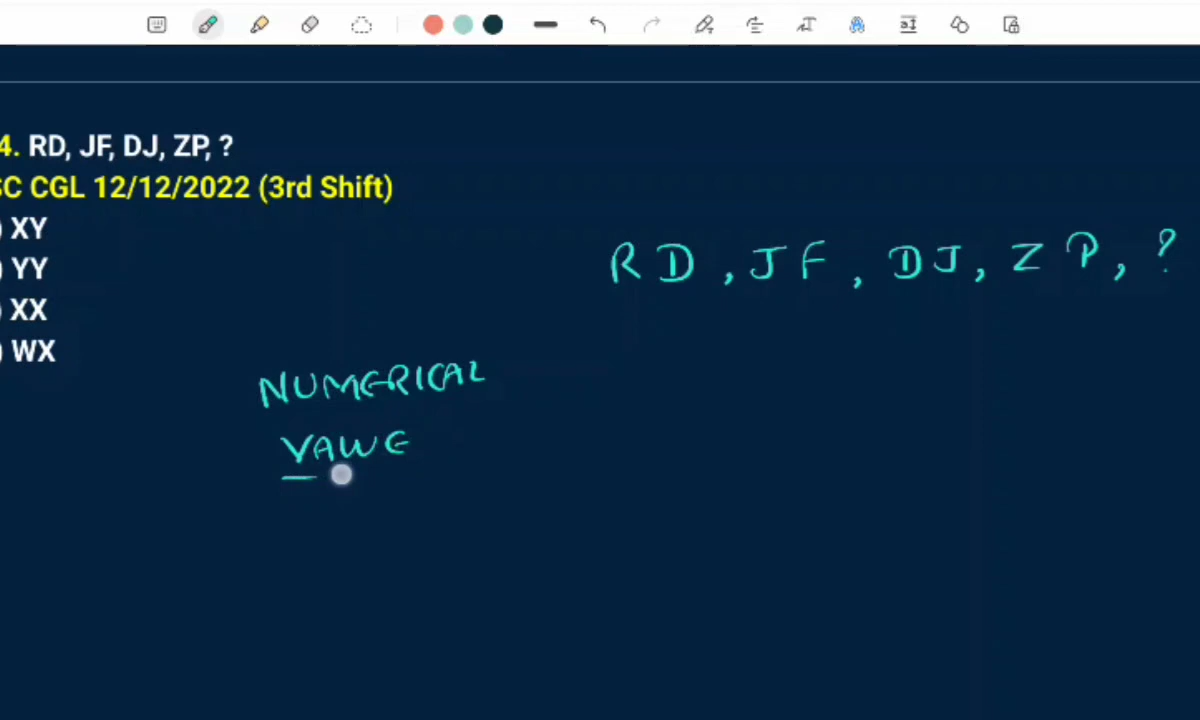 4. RD, JF, DJ, ZP, ?
SC CGL 12/12/2022 (3rd Shift)
) XY
) YY
) XX
) WX
RD, JF, DJ, ZP, ?
NUMERICAL
VALUE